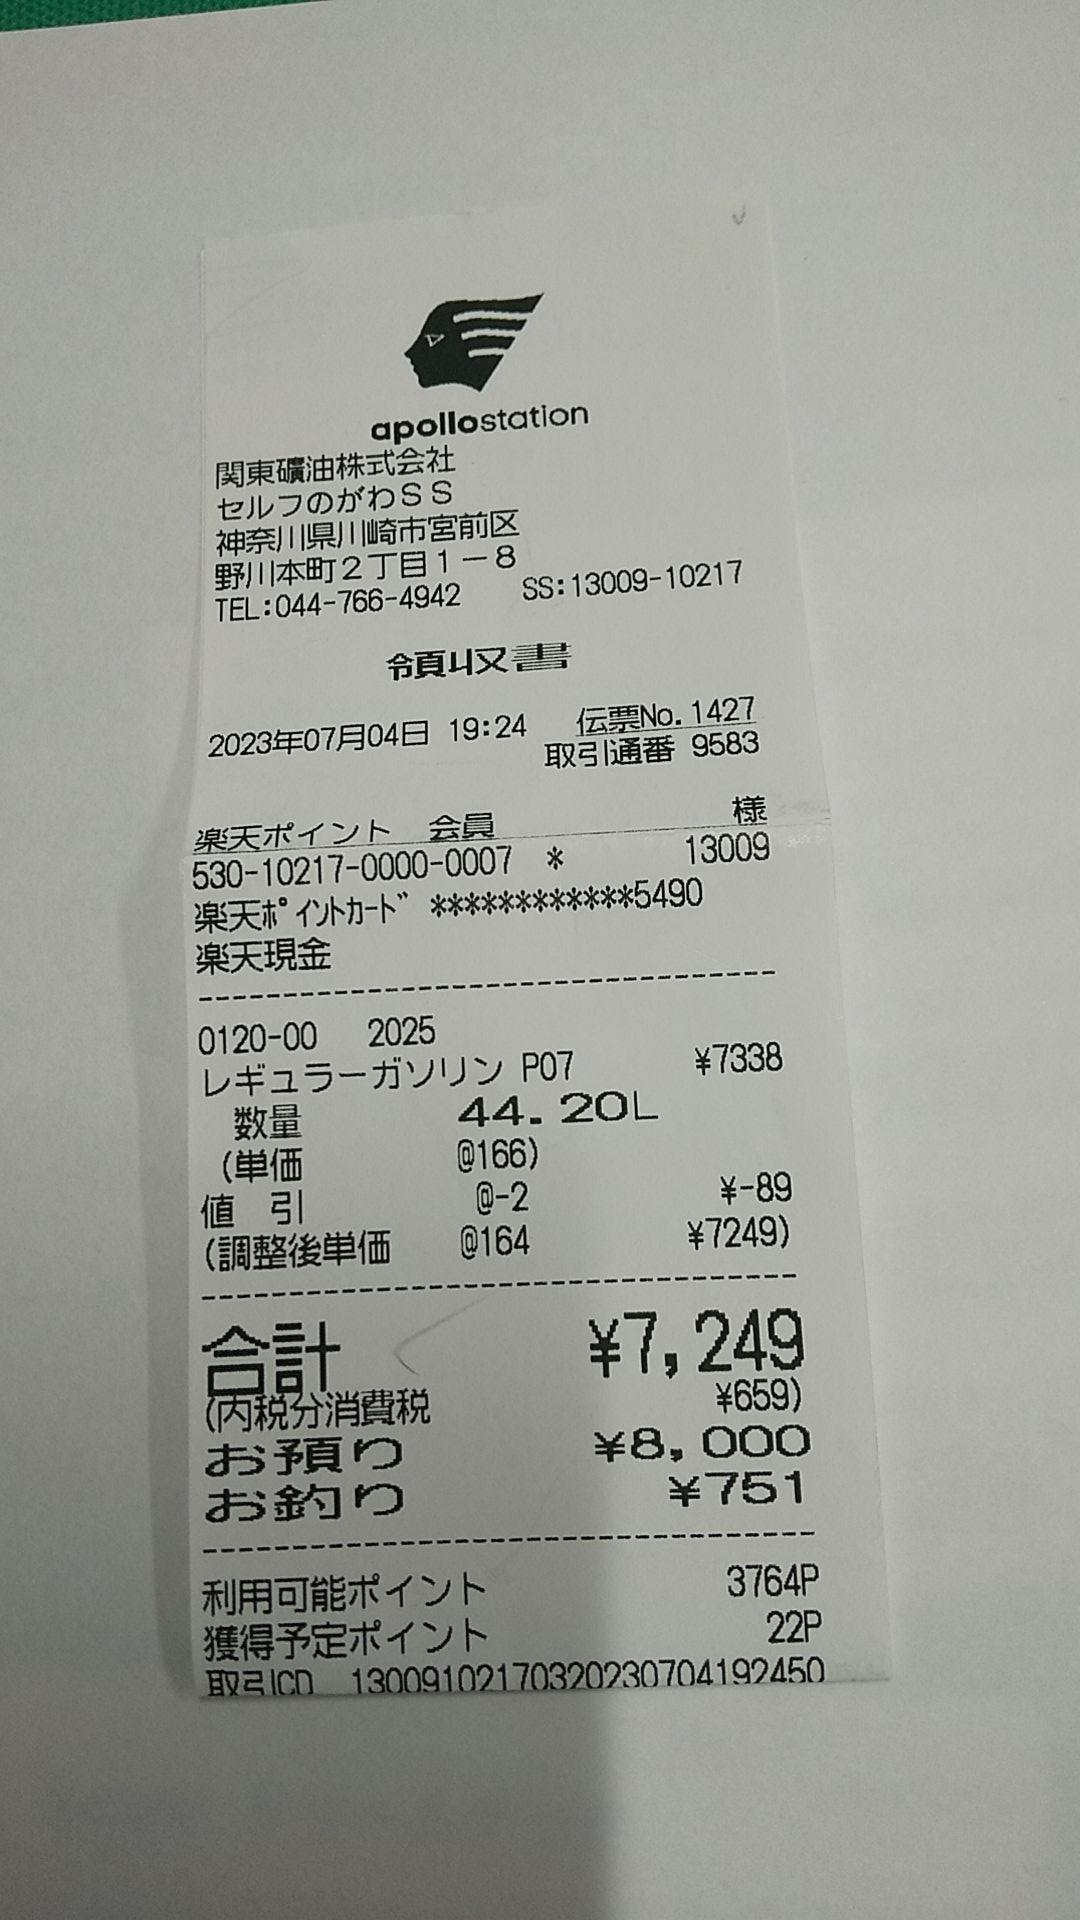 apollostation
関東礦油株式会社
セルフのがわSS
神奈川県川崎市宮前区
野川本町2丁目1-8
TEL:044-766-4942 SS:13009-10217
領収書
2023年07月04日 19:24 伝票No.1427
取引通番 9583
楽天ポイント 会員 様
530-10217-0000-0007 * 13009
楽天ポイントカード ************5490
楽天現金
0120-00 2025
レギュラーガソリン P07 ¥7338
数量 44.20L
(単価 @166)
値 引 @-2 ¥-89
(調整後単価 @164 ¥7249)
合計 ¥7,249
(内税分消費税 ¥659)
お預り ¥8,000
お釣り ¥751
利用可能ポイント 3764P
獲得予定ポイント 22P
取引CD 13009102170320230704192450